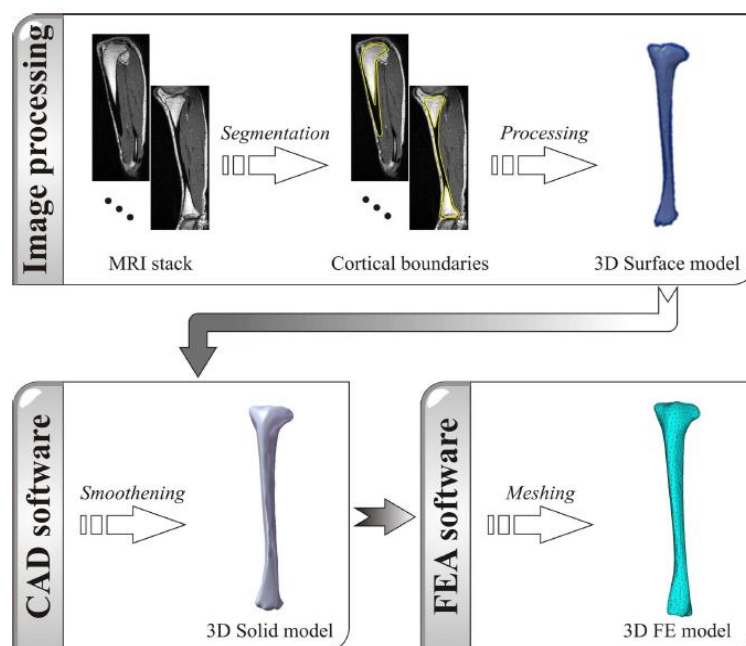 Image processing
Segmentation
Processing
MRI stack
Cortical boundaries
3D Surface model
CAD software
Smoothening
3D Solid model
FEA software
Meshing
3D FE model